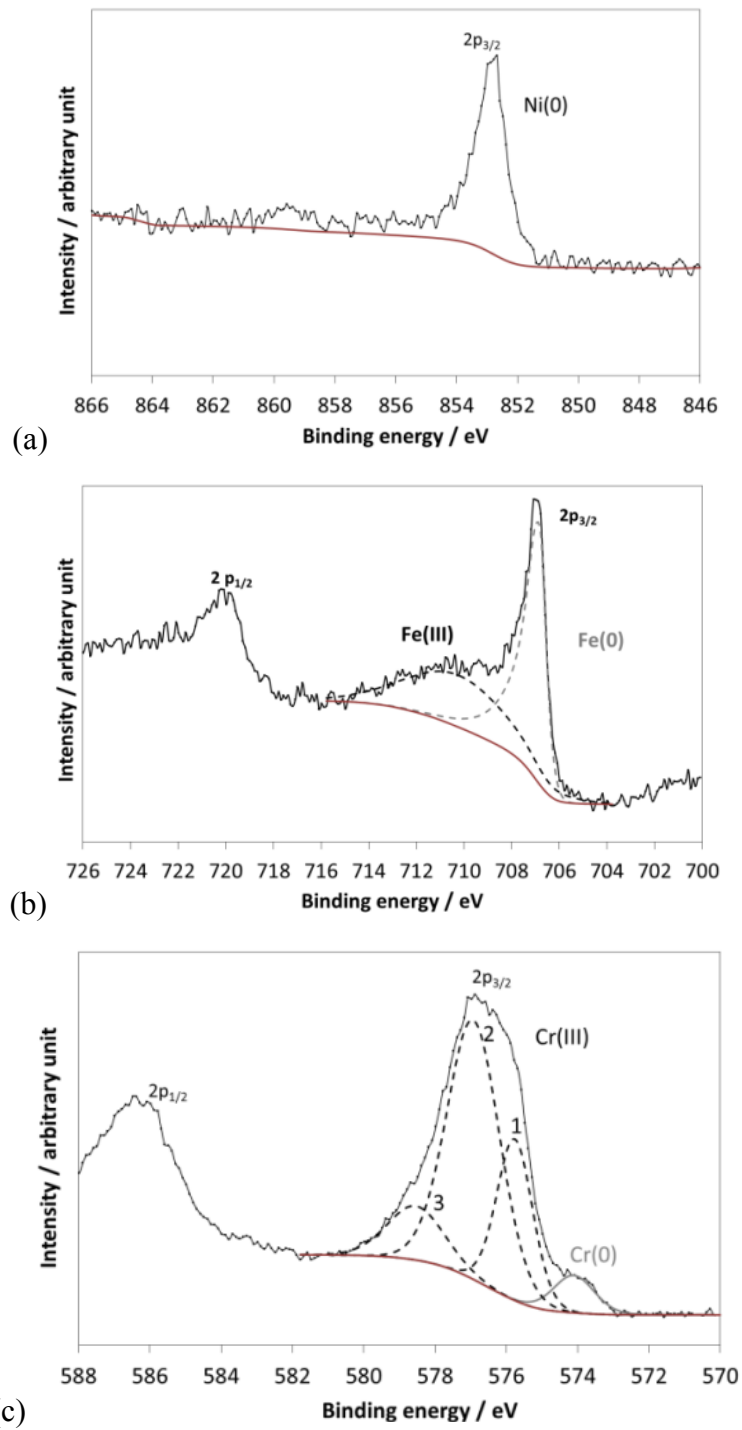 2p3/2
Ni(0)
Intensity / arbitrary unit
866 864 862 860 858 856 854 852 850 848 846
(a)
Binding energy / eV
2p3/2
2 p1/2
Fe(III)
Fe(0)
Intensity / arbitrary unit
726 724 722 720 718 716 714 712 710 708 706 704 702 700
(b)
Binding energy / eV
2p3/2
2
Cr(III)
2p1/2
1
3
Cr(0)
Intensity / arbitrary unit
588 586 584 582 580 578 576 574 572 570
c)
Binding energy / eV